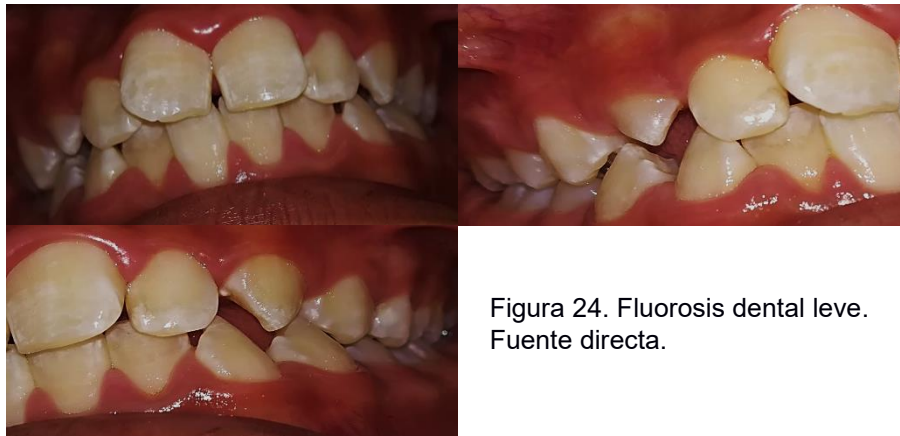 Figura 24. Fluorosis dental leve.
Fuente directa.